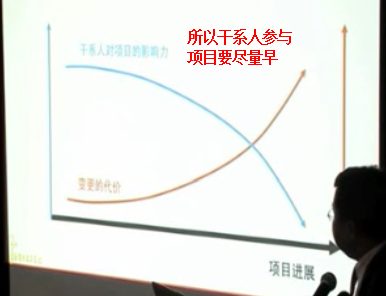 所以干系人参与
项目要尽量早
干系人对项目的影响力
变更的代价
项目进展